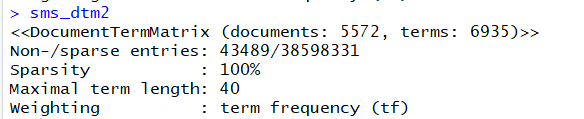 > sms_dtm2
<<DocumentTermMatrix (documents: 5572, terms: 6935)>>
Non-/sparse entries: 43489/38598331
Sparsity           : 100%
Maximal term length: 40
Weighting          : term frequency (tf)